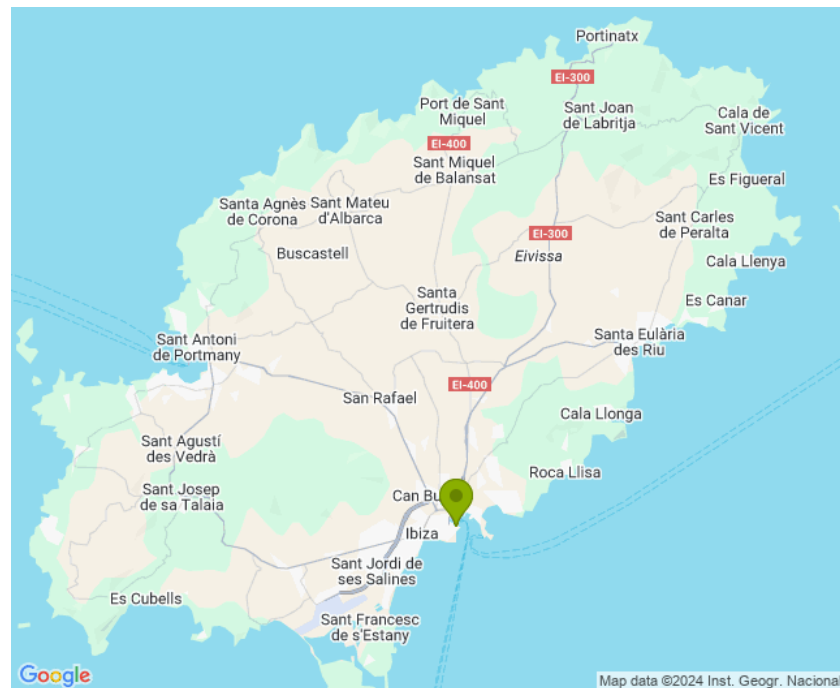 Portinatx
EI-300
Port de Sant
Miquel
Sant Joan
de Labritja
Cala de
Sant Vicent
EI-400
Sant Miquel
de Balansat
Es Figueral
Santa Agnès
de Corona
Sant Mateu
d'Albarca
Sant Carles
de Peralta
EI-300
Buscastell
Eivissa
Cala Llenya
Santa
Gertrudis
de Fruitera
Es Canar
Sant Antoni
de Portmany
Santa Eulària
des Riu
EI-400
San Rafael
Cala Llonga
Sant Agustí
des Vedrà
Roca Llisa
Sant Josep
de sa Talaia
Can Bu
Ibiza
Sant Jordi de
ses Salines
Es Cubells
Sant Francesc
de s'Estany
Google
Map data ©2024 Inst. Geogr. Nacional